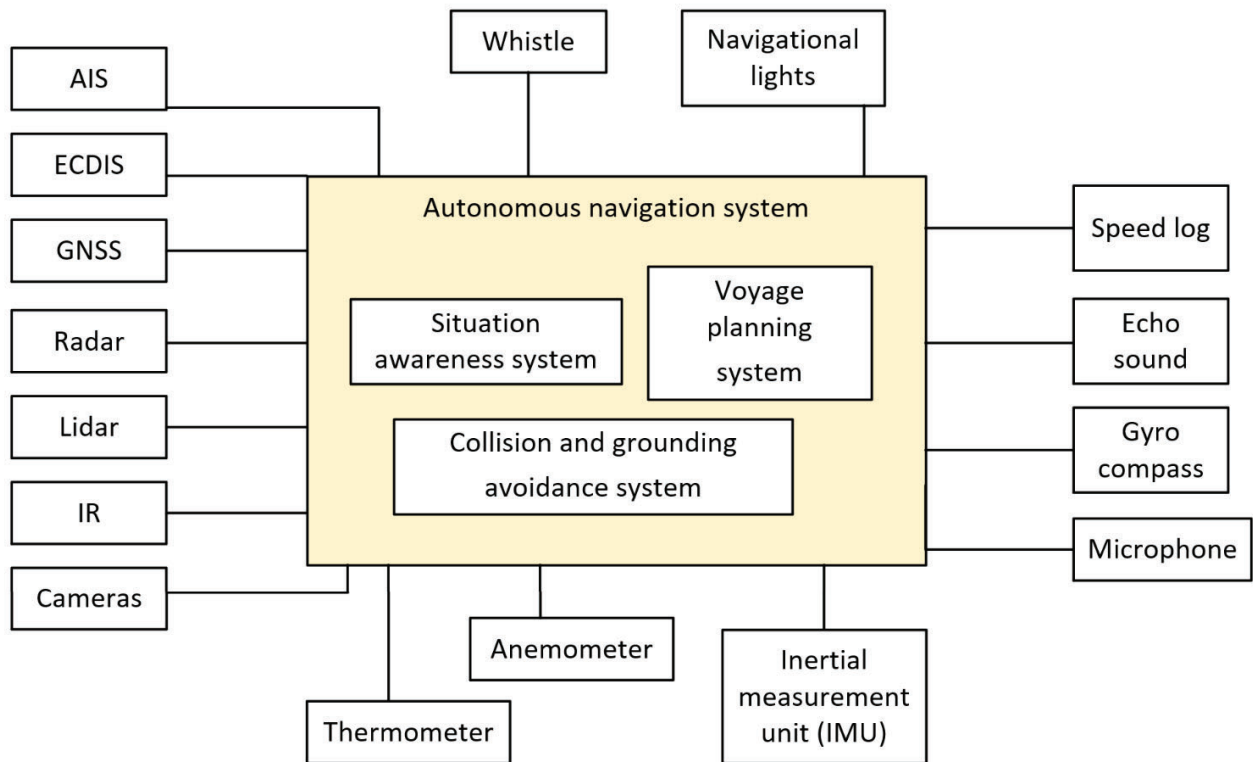 Whistle
Navigational
lights
AIS
ECDIS
GNSS
Radar
Lidar
IR
Cameras
Autonomous navigation system
Situation
awareness system
Voyage
planning
system
Collision and grounding
avoidance system
Speed log
Echo
sound
Gyro
compass
Microphone
Anemometer
Thermometer
Inertial
measurement
unit (IMU)